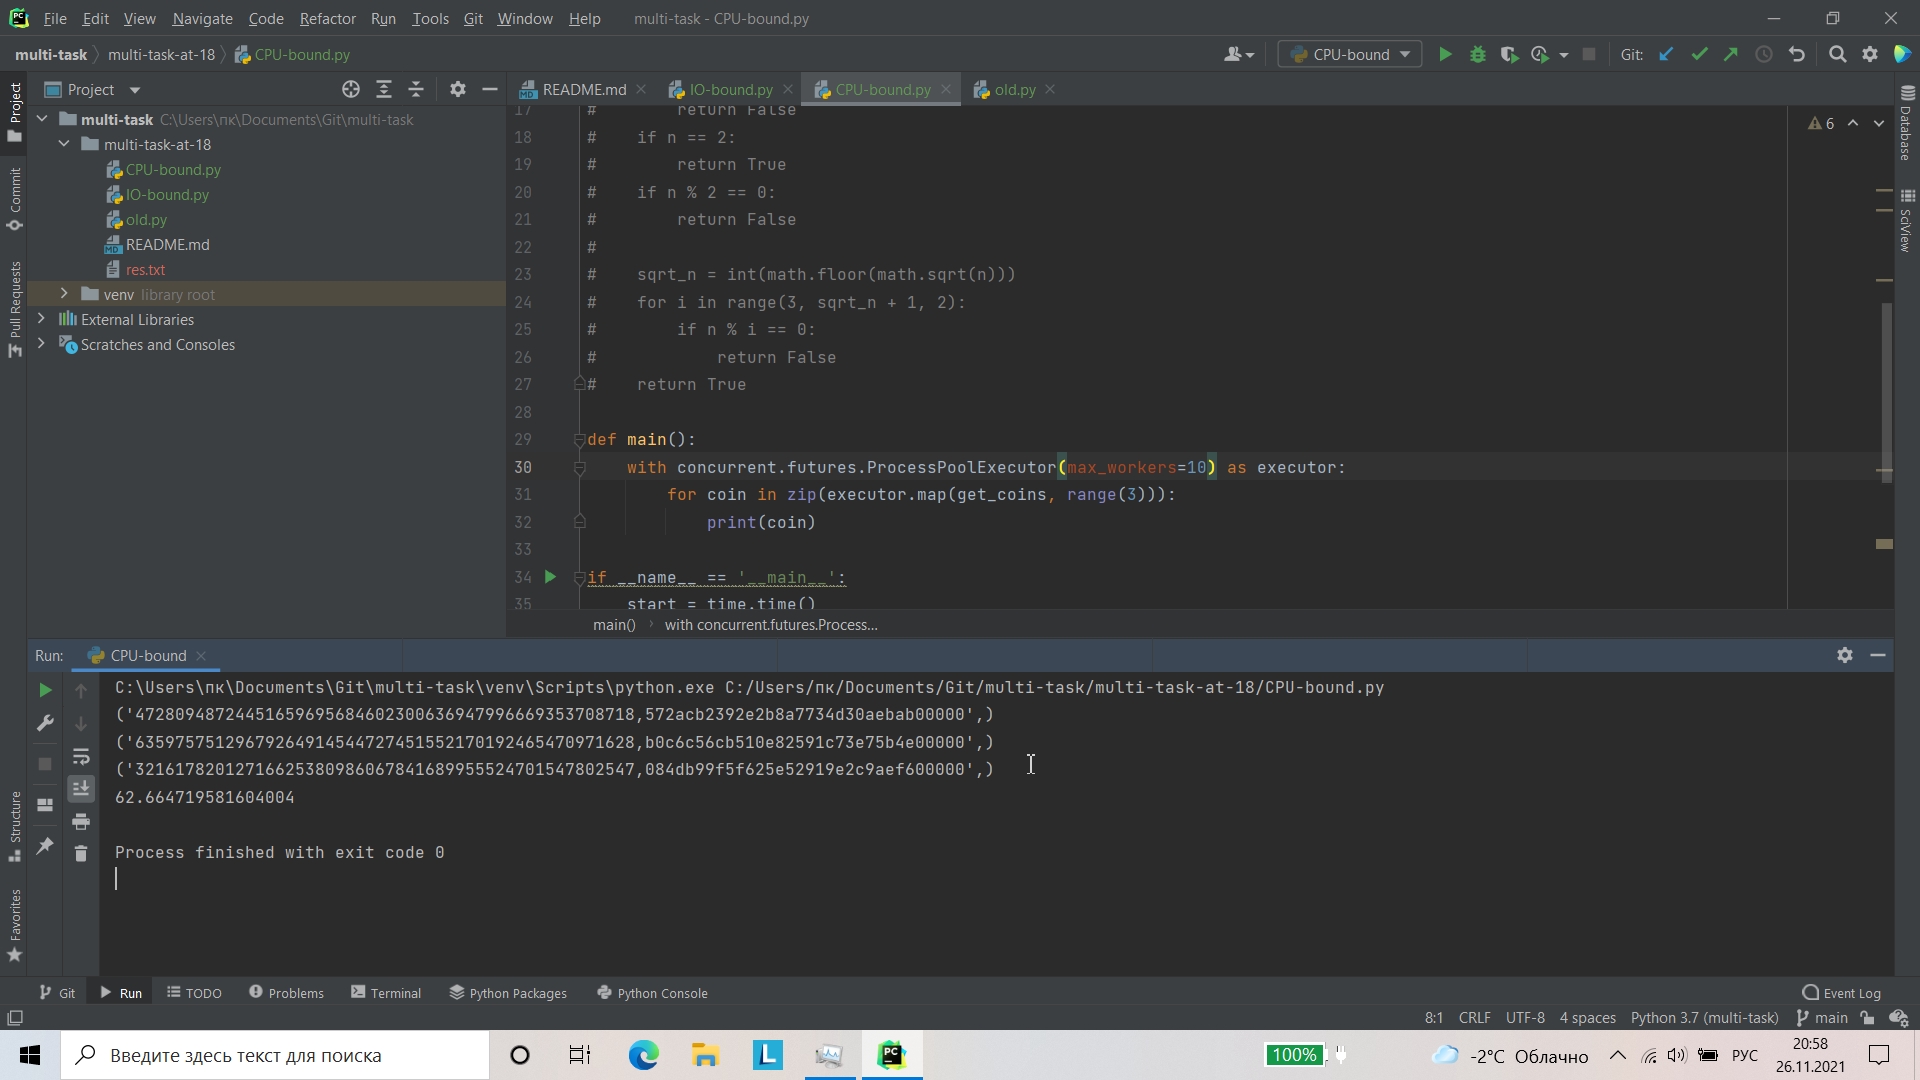 File Edit View Navigate Code Refactor Run Tools Git Window Help multi-task - CPU-bound.py
multi-task multi-task-at-18 CPU-bound.py CPU-bound Git:
Project README.md IO-bound.py CPU-bound.py old.py
multi-task C:\Users\пк\Documents\Git\multi-task
multi-task-at-18
CPU-bound.py
IO-bound.py
old.py
README.md
res.txt
venv library root
External Libraries
Scratches and Consoles
Project
Commit
Pull Requests
Structure
Favorites
Database
SciView
6
17 # return False
18 # if n == 2:
19 # return True
20 # if n % 2 == 0:
21 # return False
22 #
23 # sqrt_n = int(math.floor(math.sqrt(n)))
24 # for i in range(3, sqrt_n + 1, 2):
25 # if n % i == 0:
26 # return False
27 # return True
28
29 def main():
30 with concurrent.futures.ProcessPoolExecutor(max_workers=10) as executor:
31 for coin in zip(executor.map(get_coins, range(3))):
32 print(coin)
33
34 if __name__ == '__main__':
35 start = time.time()
main() with concurrent.futures.Process...
Run: CPU-bound
C:\Users\пк\Documents\Git\multi-task\venv\Scripts\python.exe C:/Users/пк/Documents/Git/multi-task/multi-task-at-18/CPU-bound.py
('47280948724451659695684602300636947996669353708718,572acb2392e2b8a7734d30aebab00000',)
('63597575129679264914544727451552170192465470971628,b0c6c56cb510e82591c73e75b4e00000',)
('32161782012716625380986067841689955524701547802547,084db99f5f625e52919e2c9aef600000',)
62.664719581604004
Process finished with exit code 0
Git Run TODO Problems Terminal Python Packages Python Console Event Log
8:1 CRLF UTF-8 4 spaces Python 3.7 (multi-task) main
Введите здесь текст для поиска 100% -2°C Облачно РУС 20:58
26.11.2021